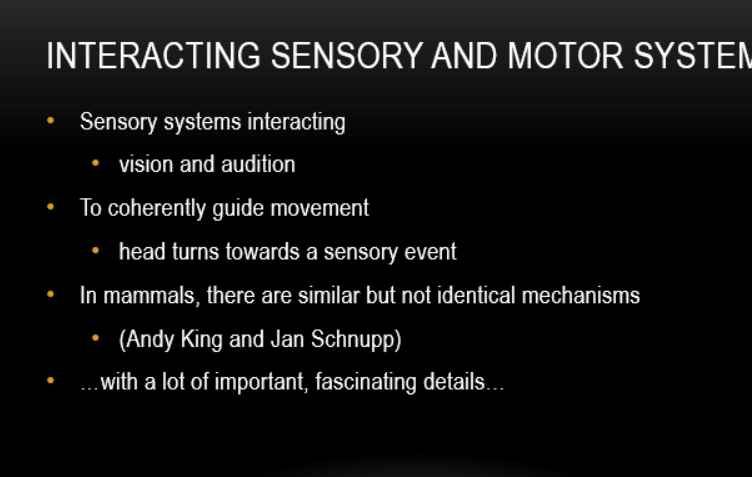 INTERACTING SENSORY AND MOTOR SYSTEM
Sensory systems interacting
vision and audition
To coherently guide movement
head turns towards a sensory event
In mammals, there are similar but not identical mechanisms
(Andy King and Jan Schnupp)
…with a lot of important, fascinating details…